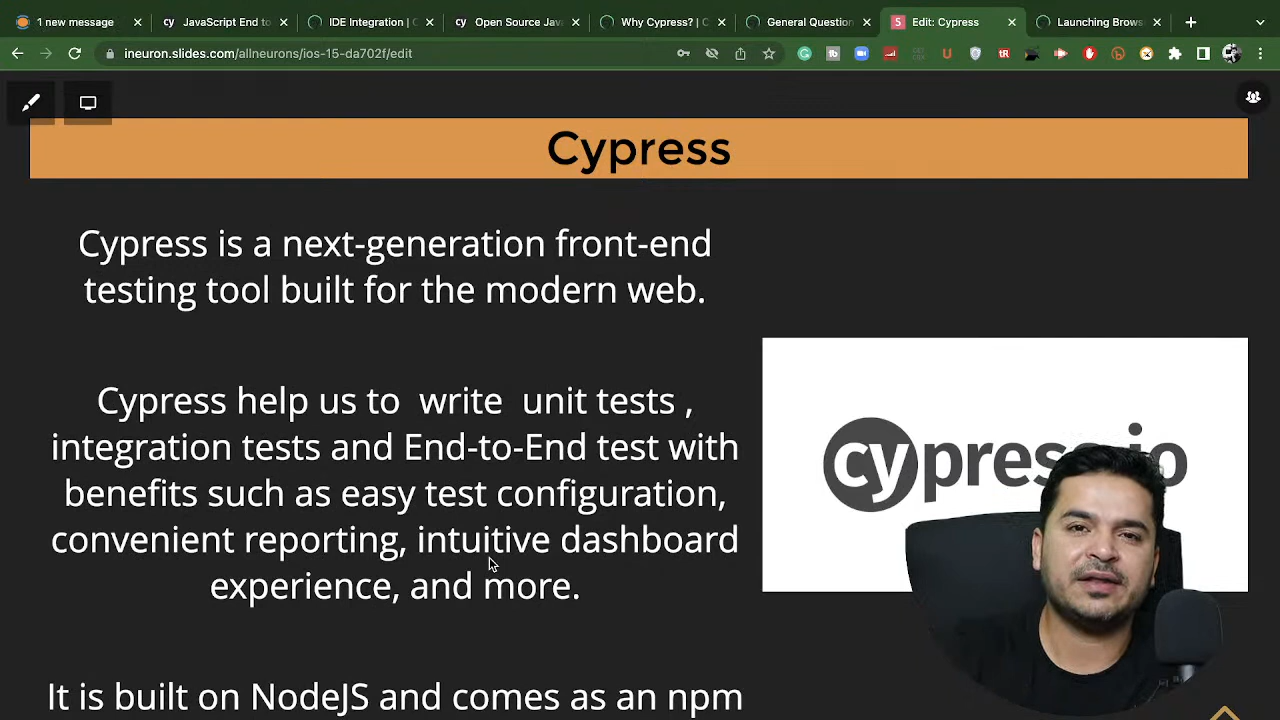 1 new message
JavaScript End to
IDE Integration | C
Open Source Jav
Why Cypress? | C
General Question
Edit: Cypress
Launching Brows
ineuron.slides.com/allneurons/ios-15-da702f/edit
Cypress
Cypress is a next-generation front-end
testing tool built for the modern web.
Cypress help us to write unit tests ,
integration tests and End-to-End test with
benefits such as easy test configuration,
convenient reporting, intuitive dashboard
experience, and more.
cypress.io
It is built on NodeJS and comes as an npm